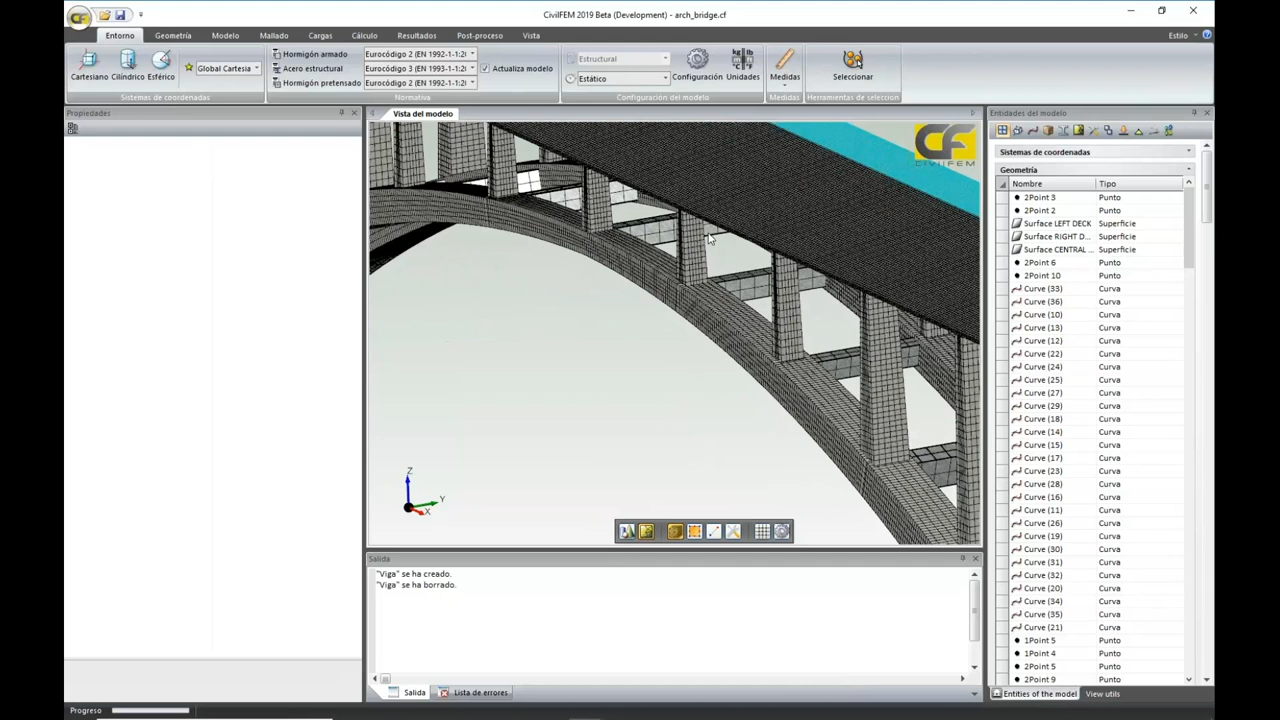 CivilFEM 2019 Beta (Development) - arch_bridge.cf
Entorno Geometría Modelo Mallado Cargas Cálculo Resultados Post-proceso Vista Estilo
Cartesiano Cilíndrico Esférico Global Cartesia
Sistemas de coordenadas
Hormigón armado Eurocódigo 2 (EN 1992-1-1:20
Acero estructural Eurocódigo 3 (EN 1993-1-1:20
Hormigón pretensado Eurocódigo 2 (EN 1992-1-1:20
Actualiza modelo
Normativa
Estructural
Estático
Configuración Unidades
Configuración del modelo
Medidas
Medidas
Seleccionar
Herramientas de seleccion
Propiedades
Vista del modelo
CIVILFEM
Z
Y
X
Salida
"Viga" se ha creado.
"Viga" se ha borrado.
Salida Lista de errores
Progreso
Entidades del modelo
Sistemas de coordenadas
Geometría
Nombre Tipo
2Point 3 Punto
2Point 2 Punto
Surface LEFT DECK Superficie
Surface RIGHT D... Superficie
Surface CENTRAL ... Superficie
2Point 6 Punto
2Point 10 Punto
Curve (33) Curva
Curve (36) Curva
Curve (10) Curva
Curve (13) Curva
Curve (12) Curva
Curve (22) Curva
Curve (24) Curva
Curve (25) Curva
Curve (27) Curva
Curve (29) Curva
Curve (18) Curva
Curve (14) Curva
Curve (15) Curva
Curve (17) Curva
Curve (23) Curva
Curve (28) Curva
Curve (16) Curva
Curve (11) Curva
Curve (26) Curva
Curve (19) Curva
Curve (30) Curva
Curve (31) Curva
Curve (32) Curva
Curve (20) Curva
Curve (34) Curva
Curve (35) Curva
Curve (21) Curva
1Point 5 Punto
1Point 4 Punto
2Point 5 Punto
2Point 9 Punto
Entities of the model View utils